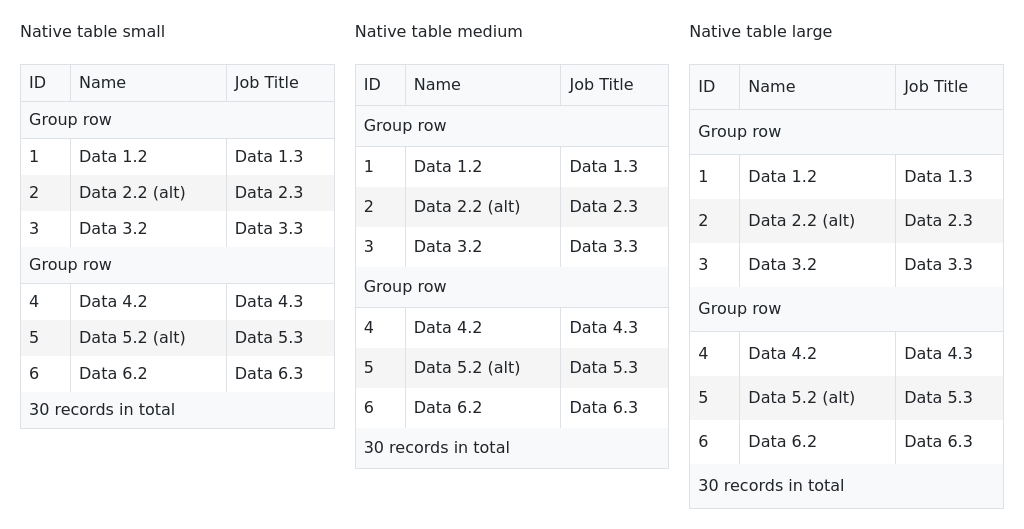 Native table small
ID Name Job Title
Group row
1 Data 1.2 Data 1.3
2 Data 2.2 (alt) Data 2.3
3 Data 3.2 Data 3.3
Group row
4 Data 4.2 Data 4.3
5 Data 5.2 (alt) Data 5.3
6 Data 6.2 Data 6.3
30 records in total
Native table medium
ID Name Job Title
Group row
1 Data 1.2 Data 1.3
2 Data 2.2 (alt) Data 2.3
3 Data 3.2 Data 3.3
Group row
4 Data 4.2 Data 4.3
5 Data 5.2 (alt) Data 5.3
6 Data 6.2 Data 6.3
30 records in total
Native table large
ID Name Job Title
Group row
1 Data 1.2 Data 1.3
2 Data 2.2 (alt) Data 2.3
3 Data 3.2 Data 3.3
Group row
4 Data 4.2 Data 4.3
5 Data 5.2 (alt) Data 5.3
6 Data 6.2 Data 6.3
30 records in total